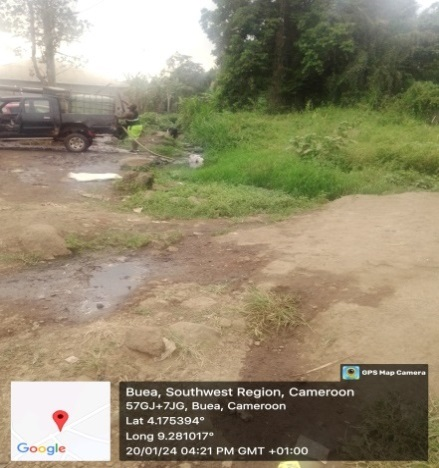 GPS Map Camera
Buea, Southwest Region, Cameroon
57GJ+7JG, Buea, Cameroon
Lat 4.175394°
Long 9.281017°
20/01/24 04:21 PM GMT +01:00
Google